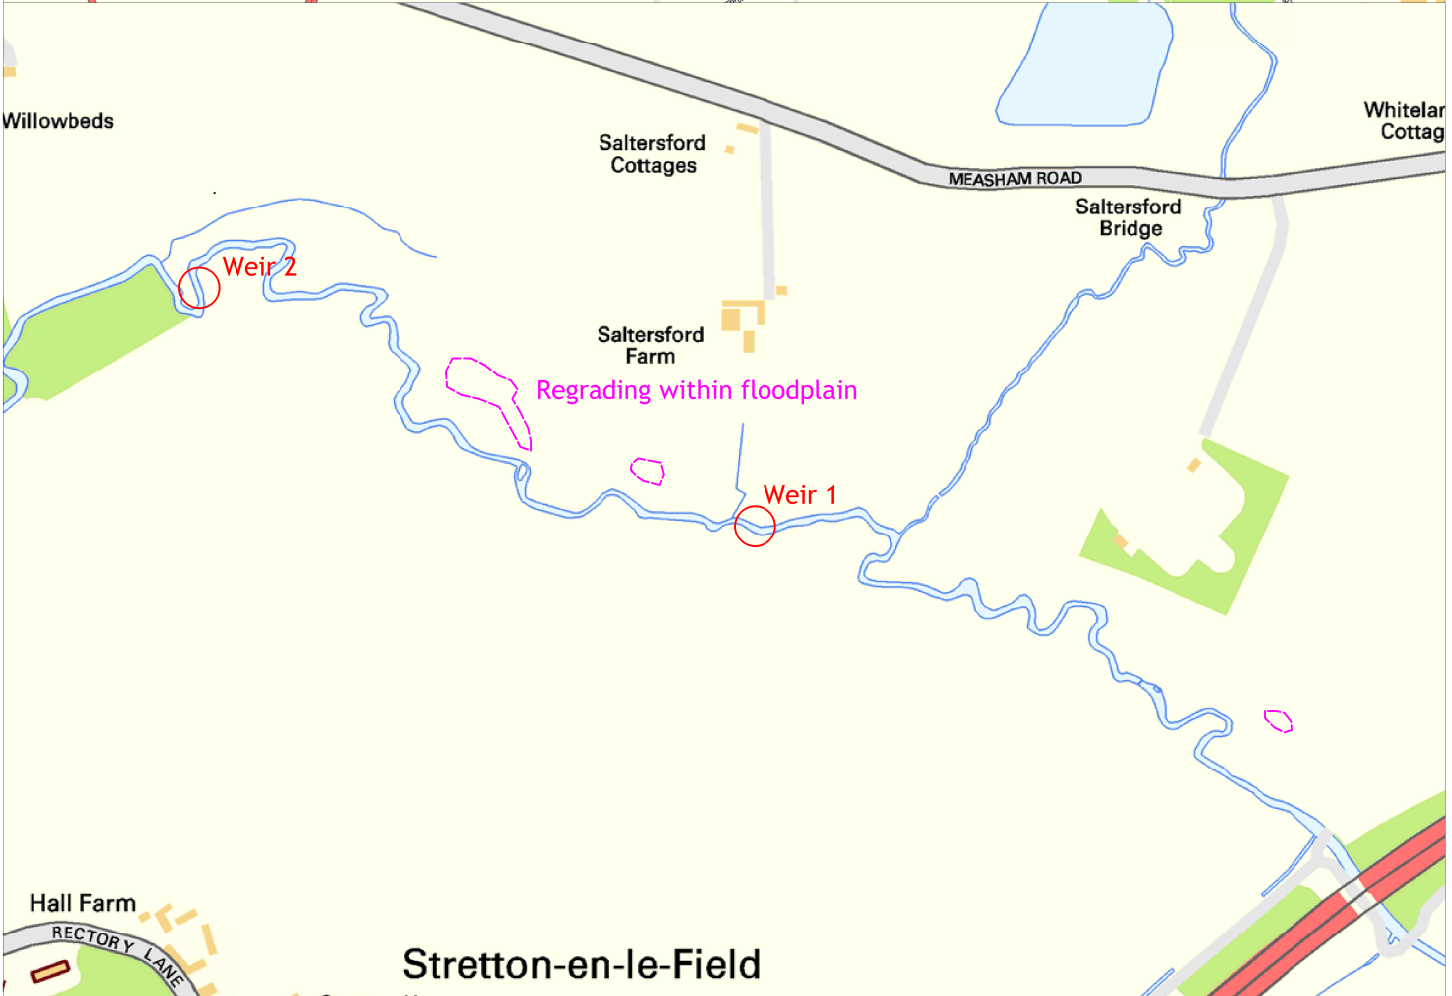 Willowbeds
Saltersford
Cottages
MEASHAM ROAD
Saltersford
Bridge
Weir 2
Saltersford
Farm
Regrading within floodplain
Weir 1
Hall Farm
RECTORY LANE
Stretton-en-le-Field